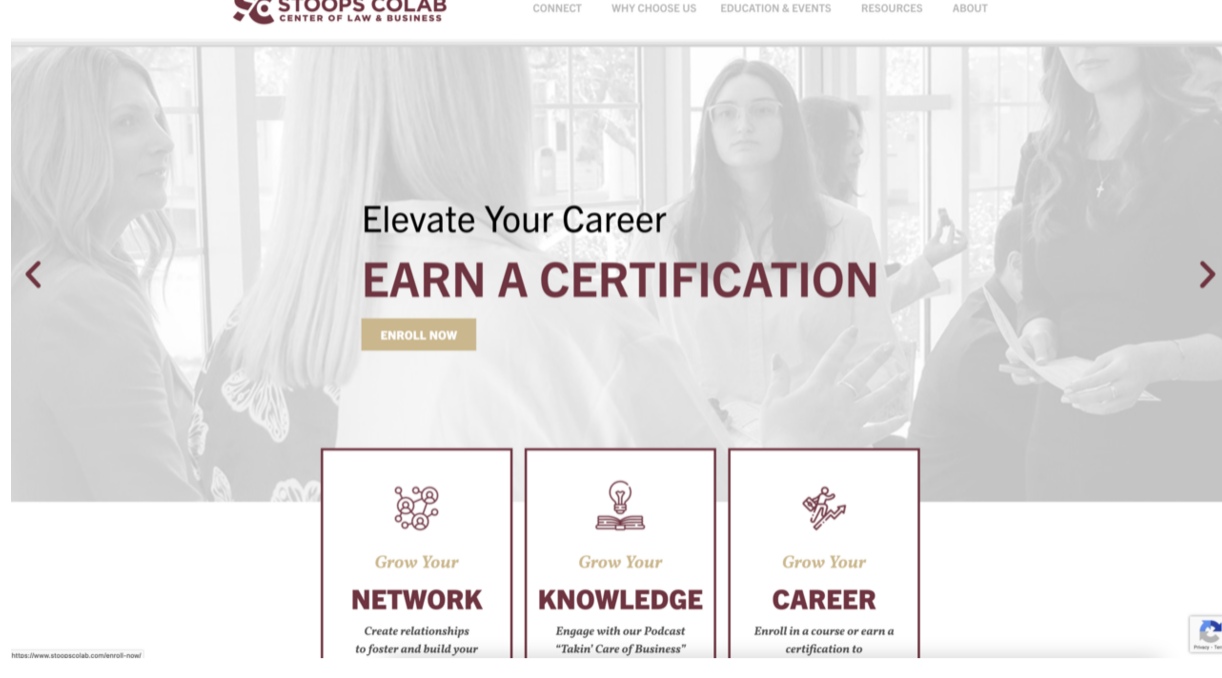 STOOPS COLAB
CENTER OF LAW & BUSINESS
CONNECT WHY CHOOSE US EDUCATION & EVENTS RESOURCES ABOUT
Elevate Your Career
EARN A CERTIFICATION
ENROLL NOW
Grow Your
NETWORK
Create relationships
to foster and build your
Grow Your
KNOWLEDGE
Engage with our Podcast
"Takin' Care of Business"
Grow Your
CAREER
Enroll in a course or earn a
certification to
https://www.stoopscolab.com/enroll-now/
Privacy -